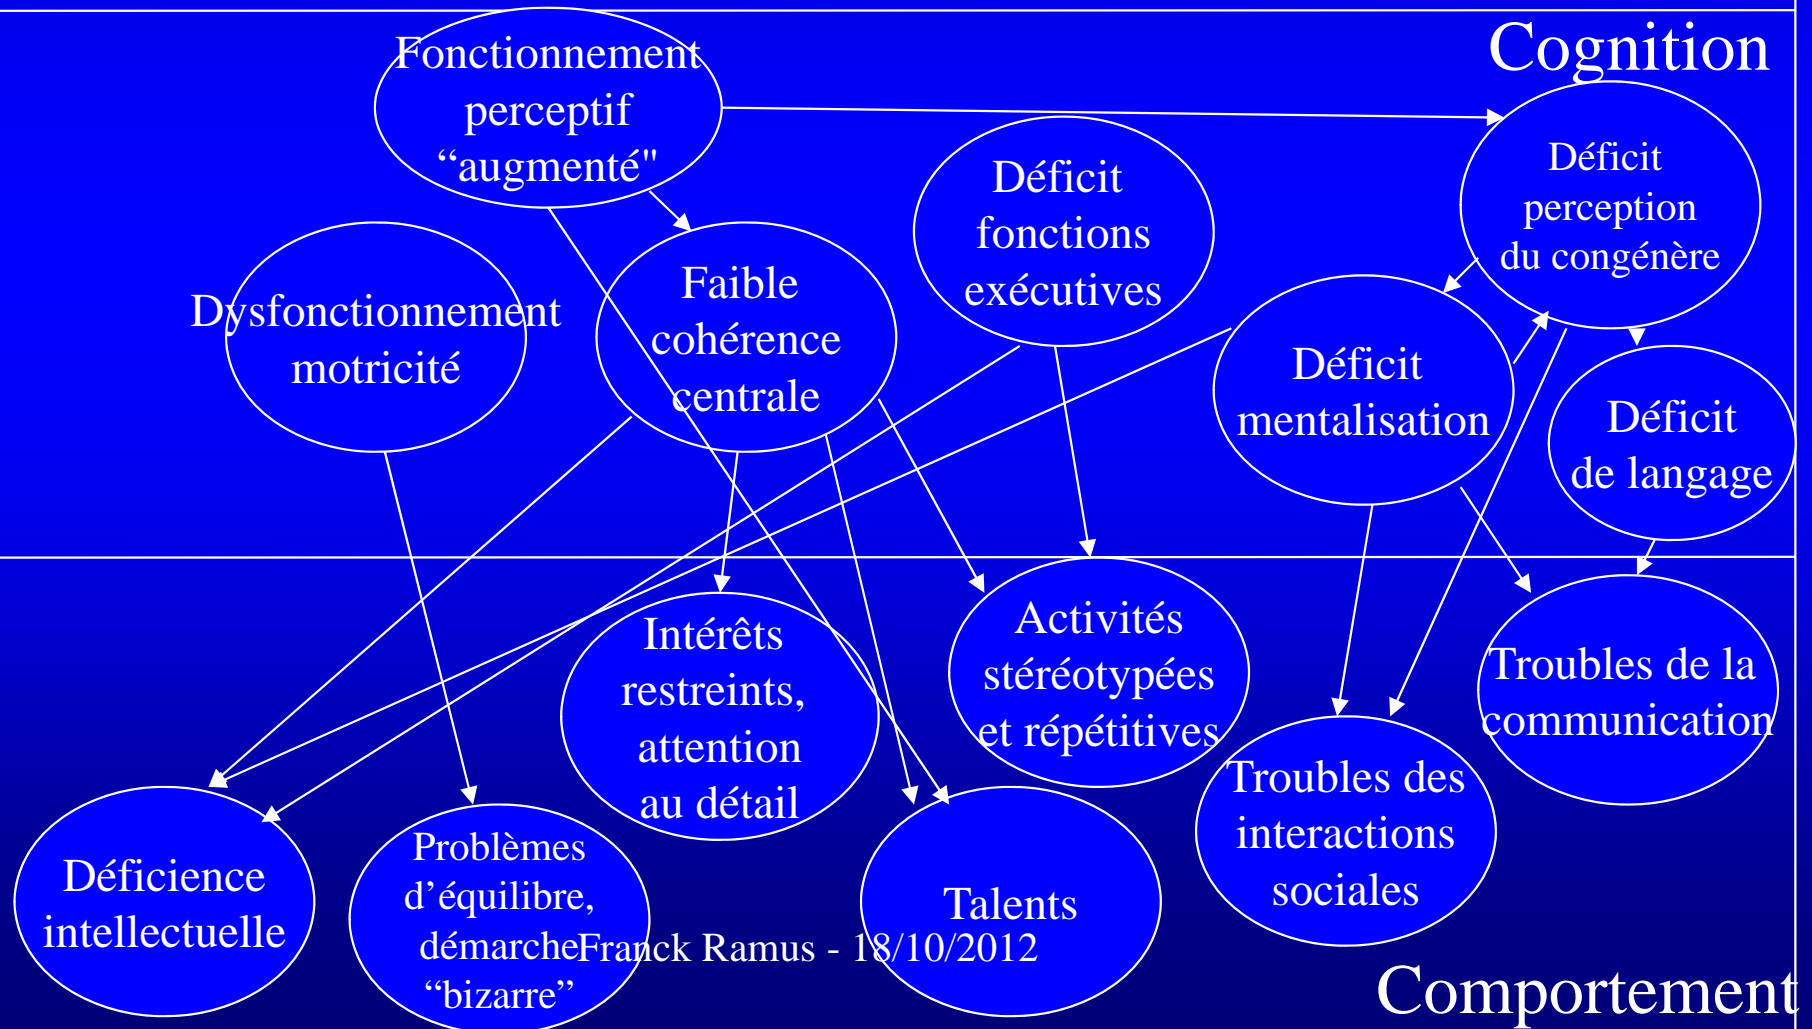 Cognition
Fonctionnement
perceptif
“augmenté"
Déficit
fonctions
exécutives
Déficit
perception
du congénère
Dysfonctionnement
motricité
Faible
cohérence
centrale
Déficit
mentalisation
Déficit
de langage
Intérêts
restreints,
attention
au détail
Activités
stéréotypées
et répétitives
Troubles de la
communication
Troubles des
interactions
sociales
Déficience
intellectuelle
Problèmes
d’équilibre,
démarche
“bizarre”
Talents
Franck Ramus - 18/10/2012
Comportement